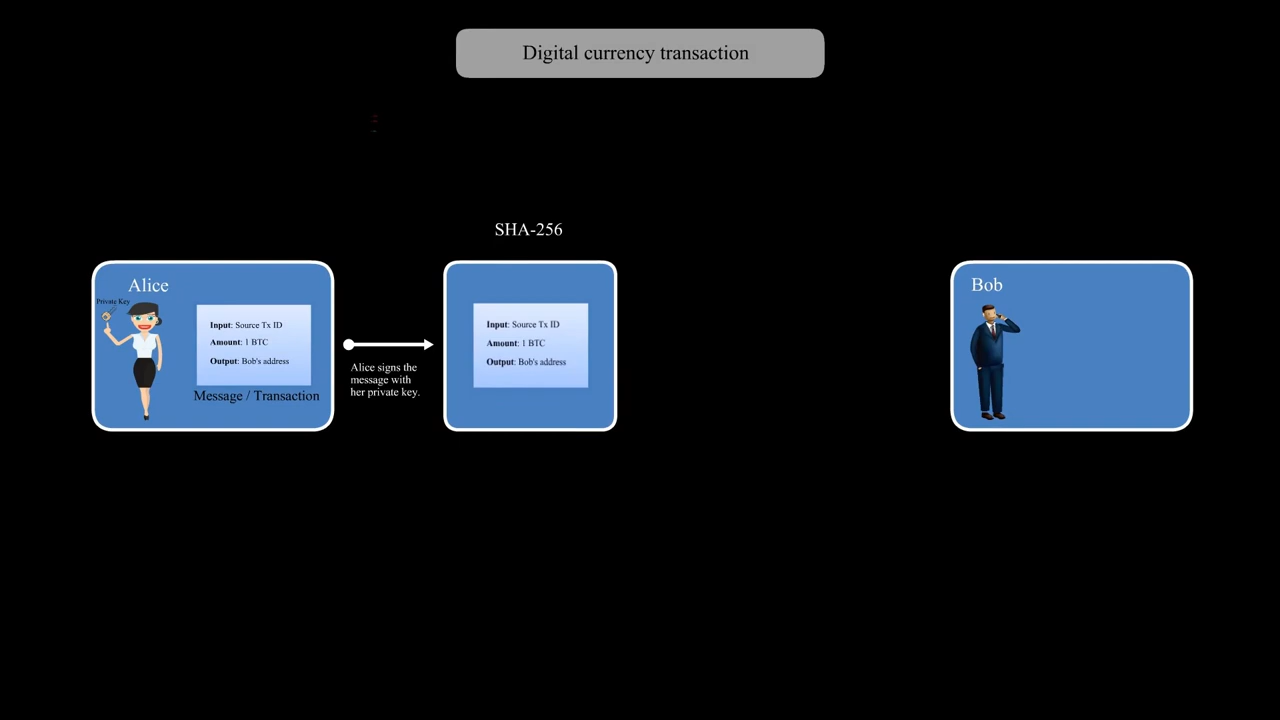 Digital currency transaction
SHA-256
Alice
Private Key
Input: Source Tx ID
Amount: 1 BTC
Output: Bob's address
Message / Transaction
Alice signs the
message with
her private key.
Input: Source Tx ID
Amount: 1 BTC
Output: Bob's address
Bob